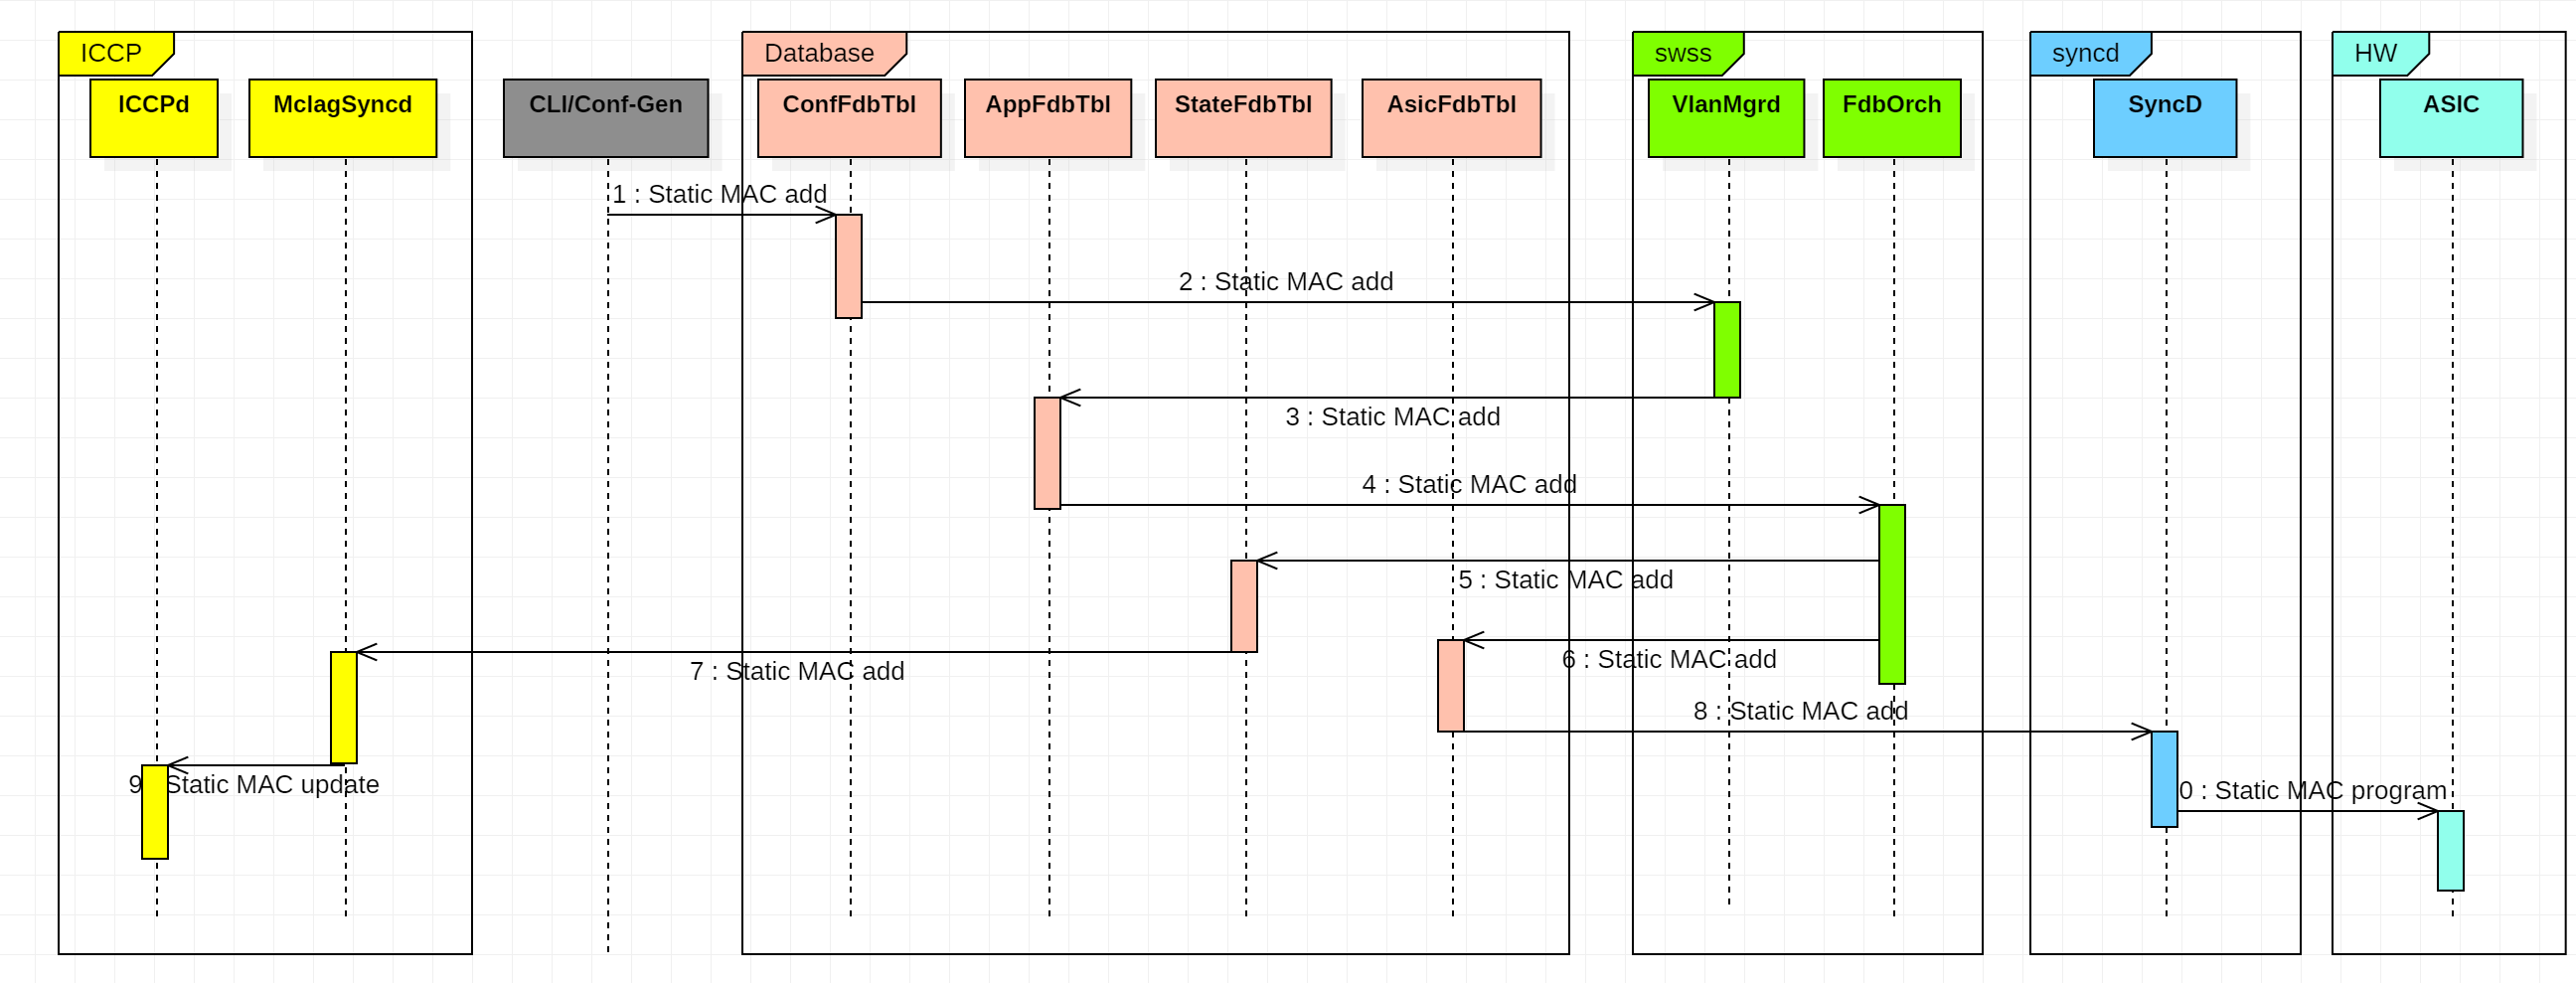 ICCP
Database
swss
syncd
HW
ICCPd
MclagSyncd
CLI/Conf-Gen
ConfFdbTbl
AppFdbTbl
StateFdbTbl
AsicFdbTbl
VlanMgrd
FdbOrch
SyncD
ASIC
1 : Static MAC add
2 : Static MAC add
3 : Static MAC add
4 : Static MAC add
5 : Static MAC add
6 : Static MAC add
7 : Static MAC add
8 : Static MAC add
9 Static MAC update
0 : Static MAC program